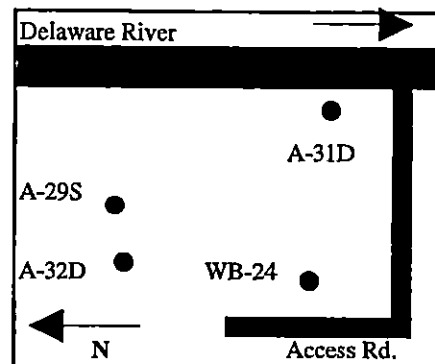 Delaware River
A-31D
A-29S
A-32D
WB-24
N
Access Rd.